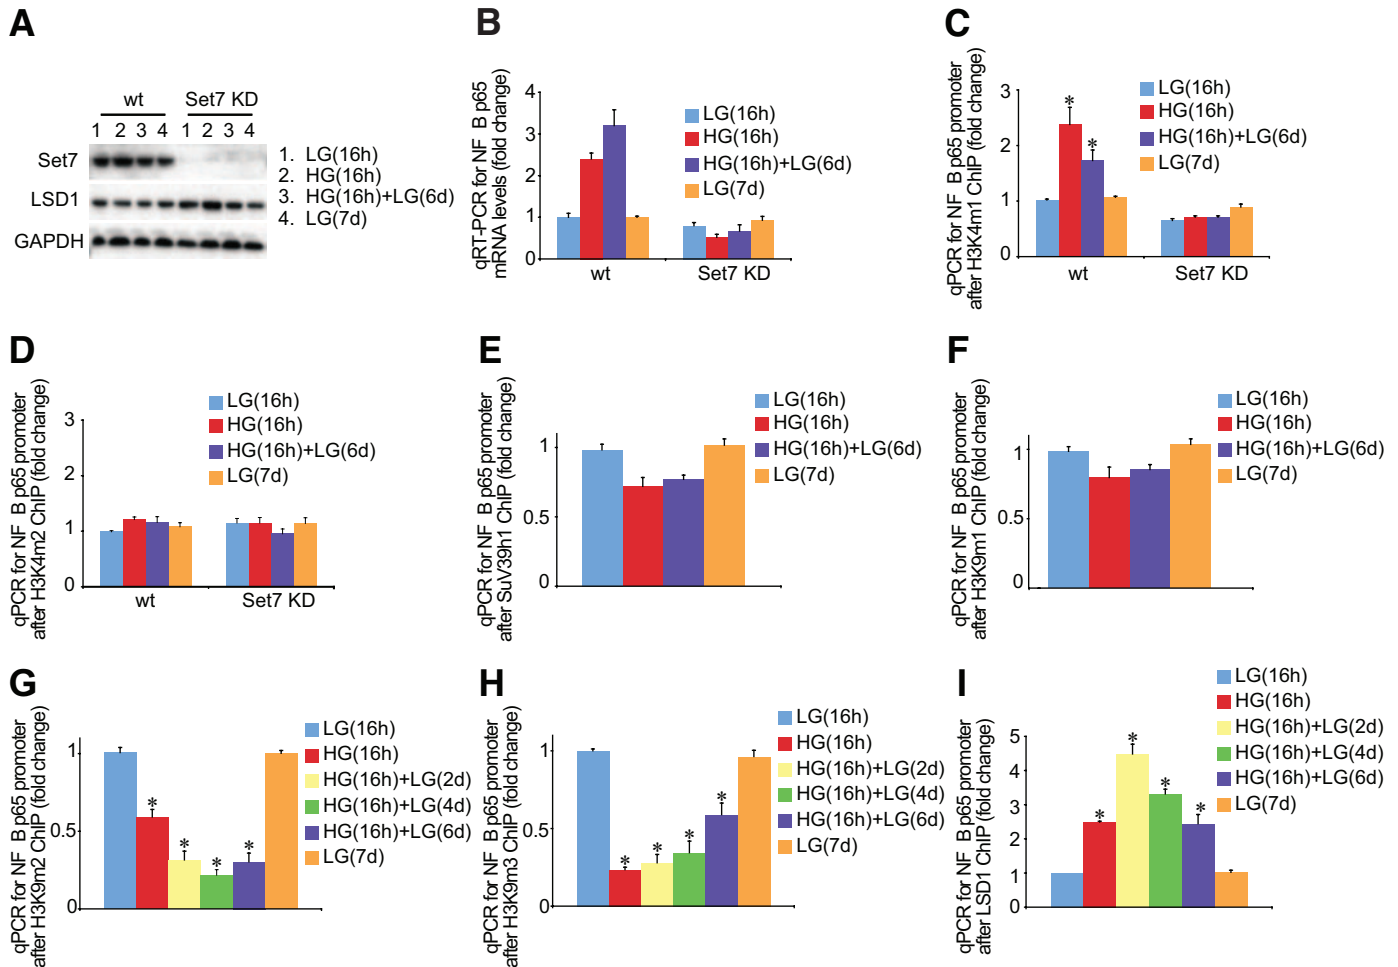 A
wt Set7 KD
1 2 3 4 1 2 3 4
Set7
LSD1
GAPDH
1. LG(16h)
2. HG(16h)
3. HG(16h)+LG(6d)
4. LG(7d)
B
qRT-PCR for NF B p65
mRNA levels (fold change)
4
3
2
1
0
wt
Set7 KD
LG(16h)
HG(16h)
HG(16h)+LG(6d)
LG(7d)
C
qPCR for NF B p65 promoter
after H3K4m1 ChIP (fold change)
3
2
1
0
* *
wt
Set7 KD
LG(16h)
HG(16h)
HG(16h)+LG(6d)
LG(7d)
D
qPCR for NF B p65 promoter
after H3K4m2 ChIP (fold change)
3
2
1
0
wt
Set7 KD
LG(16h)
HG(16h)
HG(16h)+LG(6d)
LG(7d)
E
qPCR for NF B p65 promoter
after SuV39h1 ChIP (fold change)
1
0.5
0
LG(16h)
HG(16h)
HG(16h)+LG(6d)
LG(7d)
F
qPCR for NF B p65 promoter
after H3K9m1 ChIP (fold change)
1
0.5
0
LG(16h)
HG(16h)
HG(16h)+LG(6d)
LG(7d)
G
qPCR for NF B p65 promoter
after H3K9m2 ChIP (fold change)
1
0.5
0
* * * *
LG(16h)
HG(16h)
HG(16h)+LG(2d)
HG(16h)+LG(4d)
HG(16h)+LG(6d)
LG(7d)
H
qPCR for NF B p65 promoter
after H3K9m3 ChIP (fold change)
1
0.5
0
* * * *
LG(16h)
HG(16h)
HG(16h)+LG(2d)
HG(16h)+LG(4d)
HG(16h)+LG(6d)
LG(7d)
I
qPCR for NF B p65 promoter
after LSD1 ChIP (fold change)
5
4
3
2
1
0
* * * *
LG(16h)
HG(16h)
HG(16h)+LG(2d)
HG(16h)+LG(4d)
HG(16h)+LG(6d)
LG(7d)